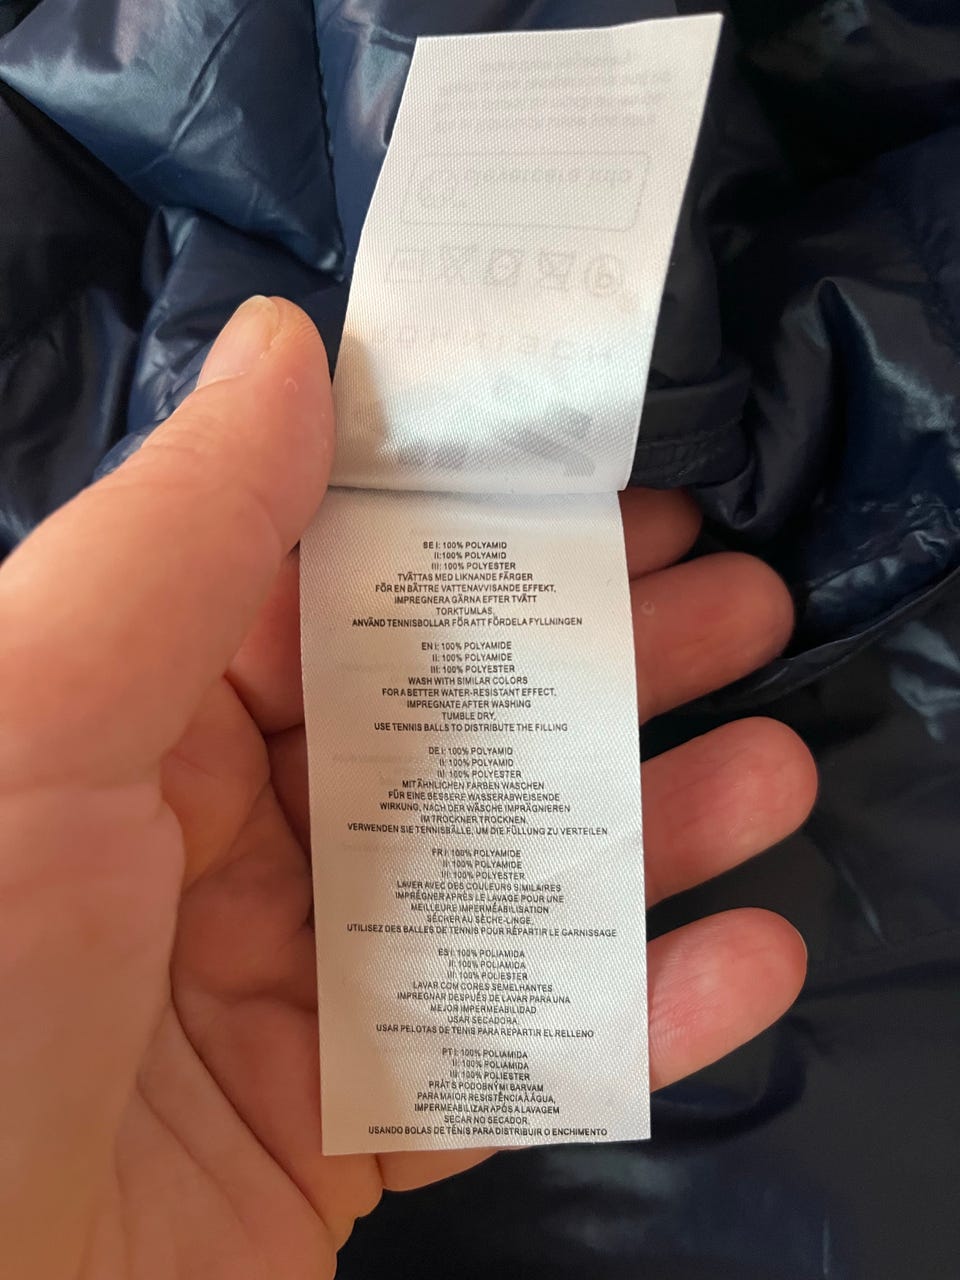 SE I: 100% POLYAMID
II:100% POLYAMID
III: 100% POLYESTER
TVÄTTAS MED LIKNANDE FÄRGER
FÖR EN BÄTTRE VATTENAVVISANDE EFFEKT,
IMPREGNERA GÄRNA EFTER TVÄTT
TORKTUMLAS,
ANVÄND TENNISBOLLAR FÖR ATT FÖRDELA FYLLNINGEN
EN I: 100% POLYAMIDE
II: 100% POLYAMIDE
III: 100% POLYESTER
WASH WITH SIMILAR COLORS
FOR A BETTER WATER-RESISTANT EFFECT,
IMPREGNATE AFTER WASHING
TUMBLE DRY,
USE TENNIS BALLS TO DISTRIBUTE THE FILLING
DE I: 100% POLYAMID
II: 100% POLYAMID
III: 100% POLYESTER
MIT ÄHNLICHEN FARBEN WASCHEN
FÜR EINE BESSERE WASSERABWEISENDE
WIRKUNG, NACH DER WÄSCHE IMPRÄGNIEREN
IM TROCKNER TROCKNEN,
VERWENDEN SIE TENNISBÄLLE, UM DIE FÜLLUNG ZU VERTEILEN
FR I: 100% POLYAMIDE
II: 100% POLYAMIDE
III: 100% POLYESTER
LAVER AVEC DES COULEURS SIMILAIRES
IMPRÉGNER APRÈS LE LAVAGE POUR UNE
MEILLEURE IMPERMÉABILISATION
SÉCHER AU SÈCHE-LINGE,
UTILISEZ DES BALLES DE TENNIS POUR RÉPARTIR LE GARNISSAGE
ES I: 100% POLIAMIDA
II: 100% POLIAMIDA
III: 100% POLIESTER
LAVAR COM CORES SEMELHANTES
IMPREGNAR DESPUÉS DE LAVAR PARA UNA
MEJOR IMPERMEABILIDAD
USAR SECADORA,
USAR PELOTAS DE TENIS PARA REPARTIR EL RELLENO
PT I: 100% POLIAMIDA
II: 100% POLIAMIDA
III: 100% POLIESTER
PRÁT S PODOBNÝMI BARVAM
PARA MAIOR RESISTÊNCIA À ÁGUA,
IMPERMEABILIZAR APÓS A LAVAGEM
SECAR NO SECADOR,
USANDO BOLAS DE TÊNIS PARA DISTRIBUIR O ENCHIMENTO